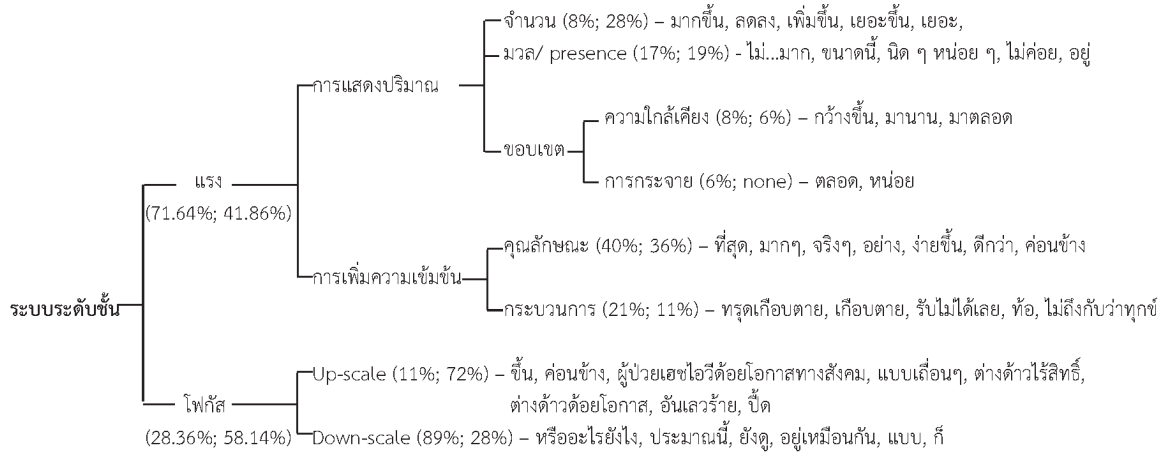 จำนวน (8%; 28%) – มากขึ้น, ลดลง, เพิ่มขึ้น, เยอะขึ้น, เยอะ,
มวล/ presence (17%; 19%) - ไม่...มาก, ขนาดนี้, นิด ๆ หน่อย ๆ, ไม่ค่อย, อยู่
การแสดงปริมาณ
ความใกล้เคียง (8%; 6%) – กว้างขึ้น, มานาน, มาตลอด
ขอบเขต
การกระจาย (6%; none) – ตลอด, หน่อย
แรง
(71.64%; 41.86%)
คุณลักษณะ (40%; 36%) – ที่สุด, มากๆ, จริงๆ, อย่าง, ง่ายขึ้น, ดีกว่า, ค่อนข้าง
การเพิ่มความเข้มข้น
กระบวนการ (21%; 11%) – ทรุดเกือบตาย, เกือบตาย, รับไม่ได้เลย, ท้อ, ไม่ถึงกับว่าทุกข์
ระบบระดับชั้น
Up-scale (11%; 72%) – ขึ้น, ค่อนข้าง, ผู้ป่วยเฮชไอวีด้อยโอกาสทางสังคม, แบบเถื่อนๆ, ต่างด้าวไร้สิทธิ์,
ต่างด้าวด้อยโอกาส, อันเลวร้าย, ปี๊ด
โฟกัส
(28.36%; 58.14%)
Down-scale (89%; 28%) – หรืออะไรยังไง, ประมาณนี้, ยังดู, อยู่เหมือนกัน, แบบ, ก็